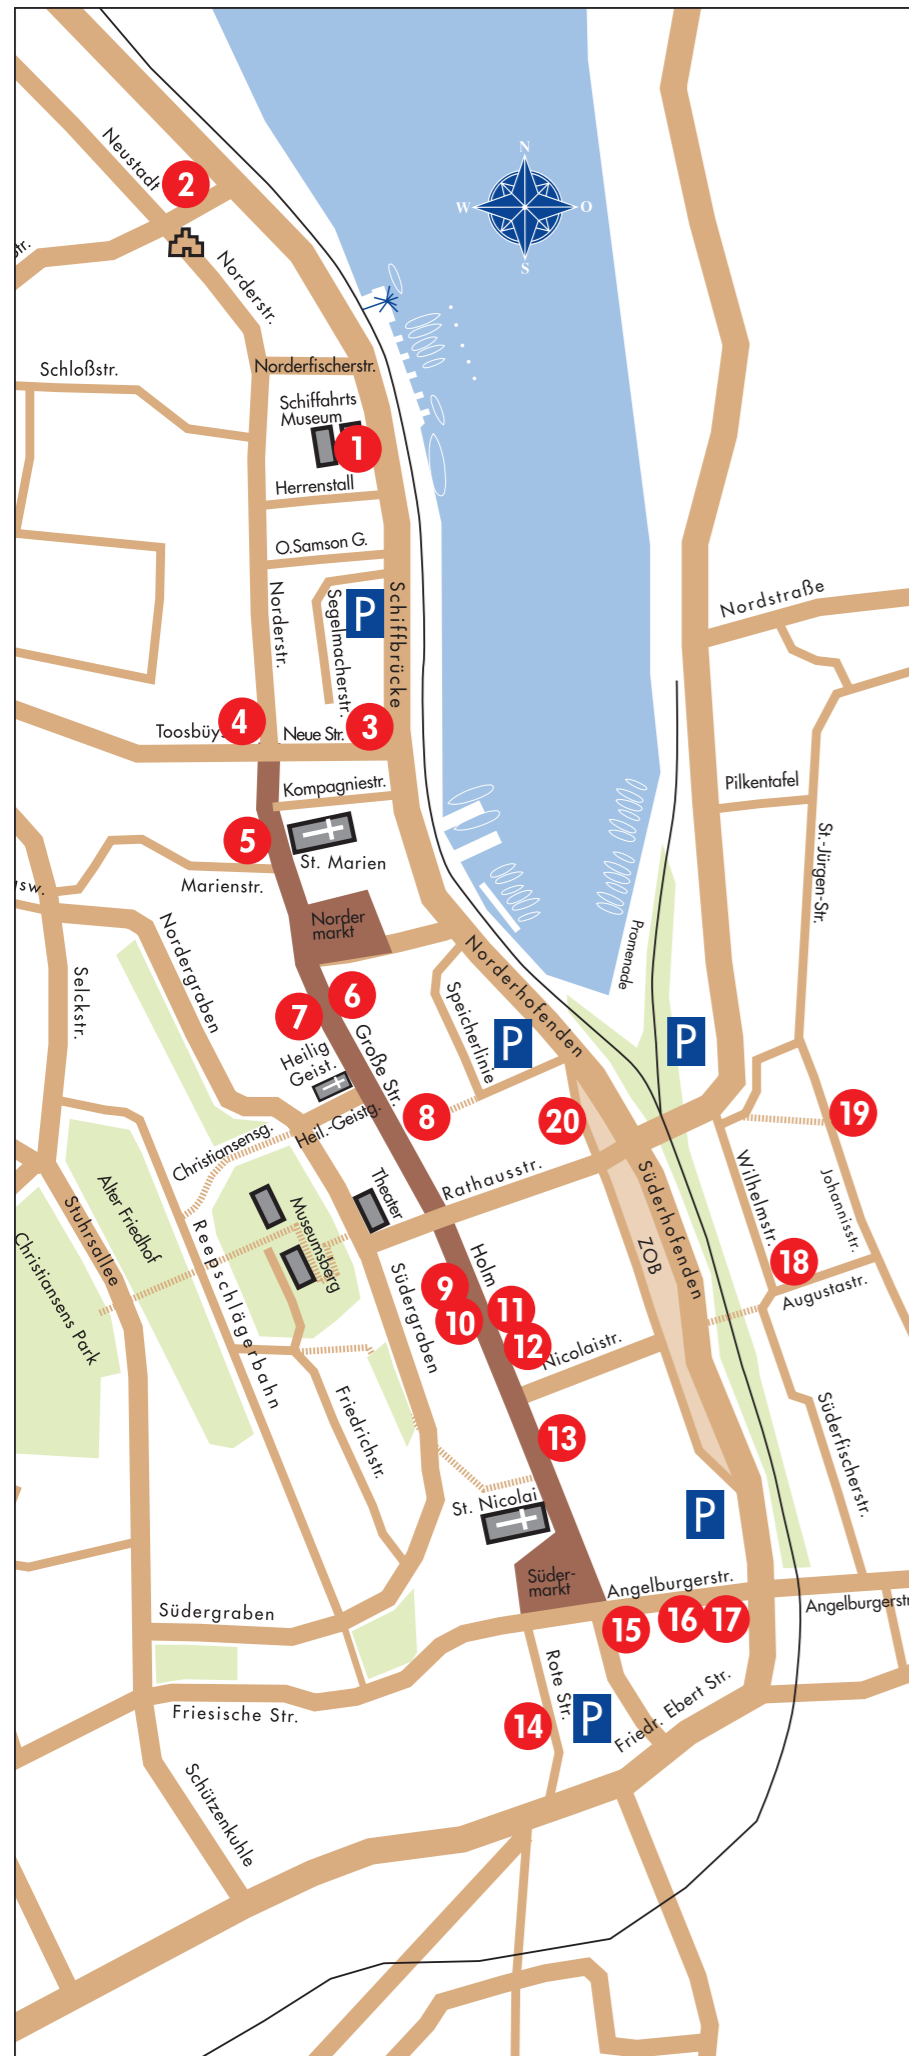 Neustadt
2
N
W
O
S
str.
Norderstr.
Schloßstr.
Norderfischerstr.
Schiffahrts
Museum
1
Herrenstall
O.Samson G.
Norderstr.
Segelmacherstr.
P
Schiffbrücke
Nordstraße
4
3
Neue Str.
Kompagniestr.
Pilkentafel
5
St. Marien
St.-Jürgen-Str.
Marienstr.
Norder
markt
Nordergraben
Selckstr.
Promenade
Norderhofenden
6
7
Speicherlinie
P
P
Große Str.
Heilig
Geist.
8
20
19
Heil.-Geistg.
Christiansensg.
Rathausstr.
Theater
Museumsberg
Alter Friedhof
Stuhrsallee
Christiansens Park
Reepschlägerbahn
Wilhelmstr.
Johannisstr.
Süderhofenden
ZOB
Holm
18
Augustastr.
9
10
11
12
Nicolaistr.
Südergraben
Friedrichstr.
13
Süderfischerstr.
St. Nicolai
P
Süder-
markt
Angelburgerstr.
Angelburgerstr
15
16
17
Südergraben
Rote Str.
Friesische Str.
14
P
Friedr. Ebert Str.
Schützenkuhle